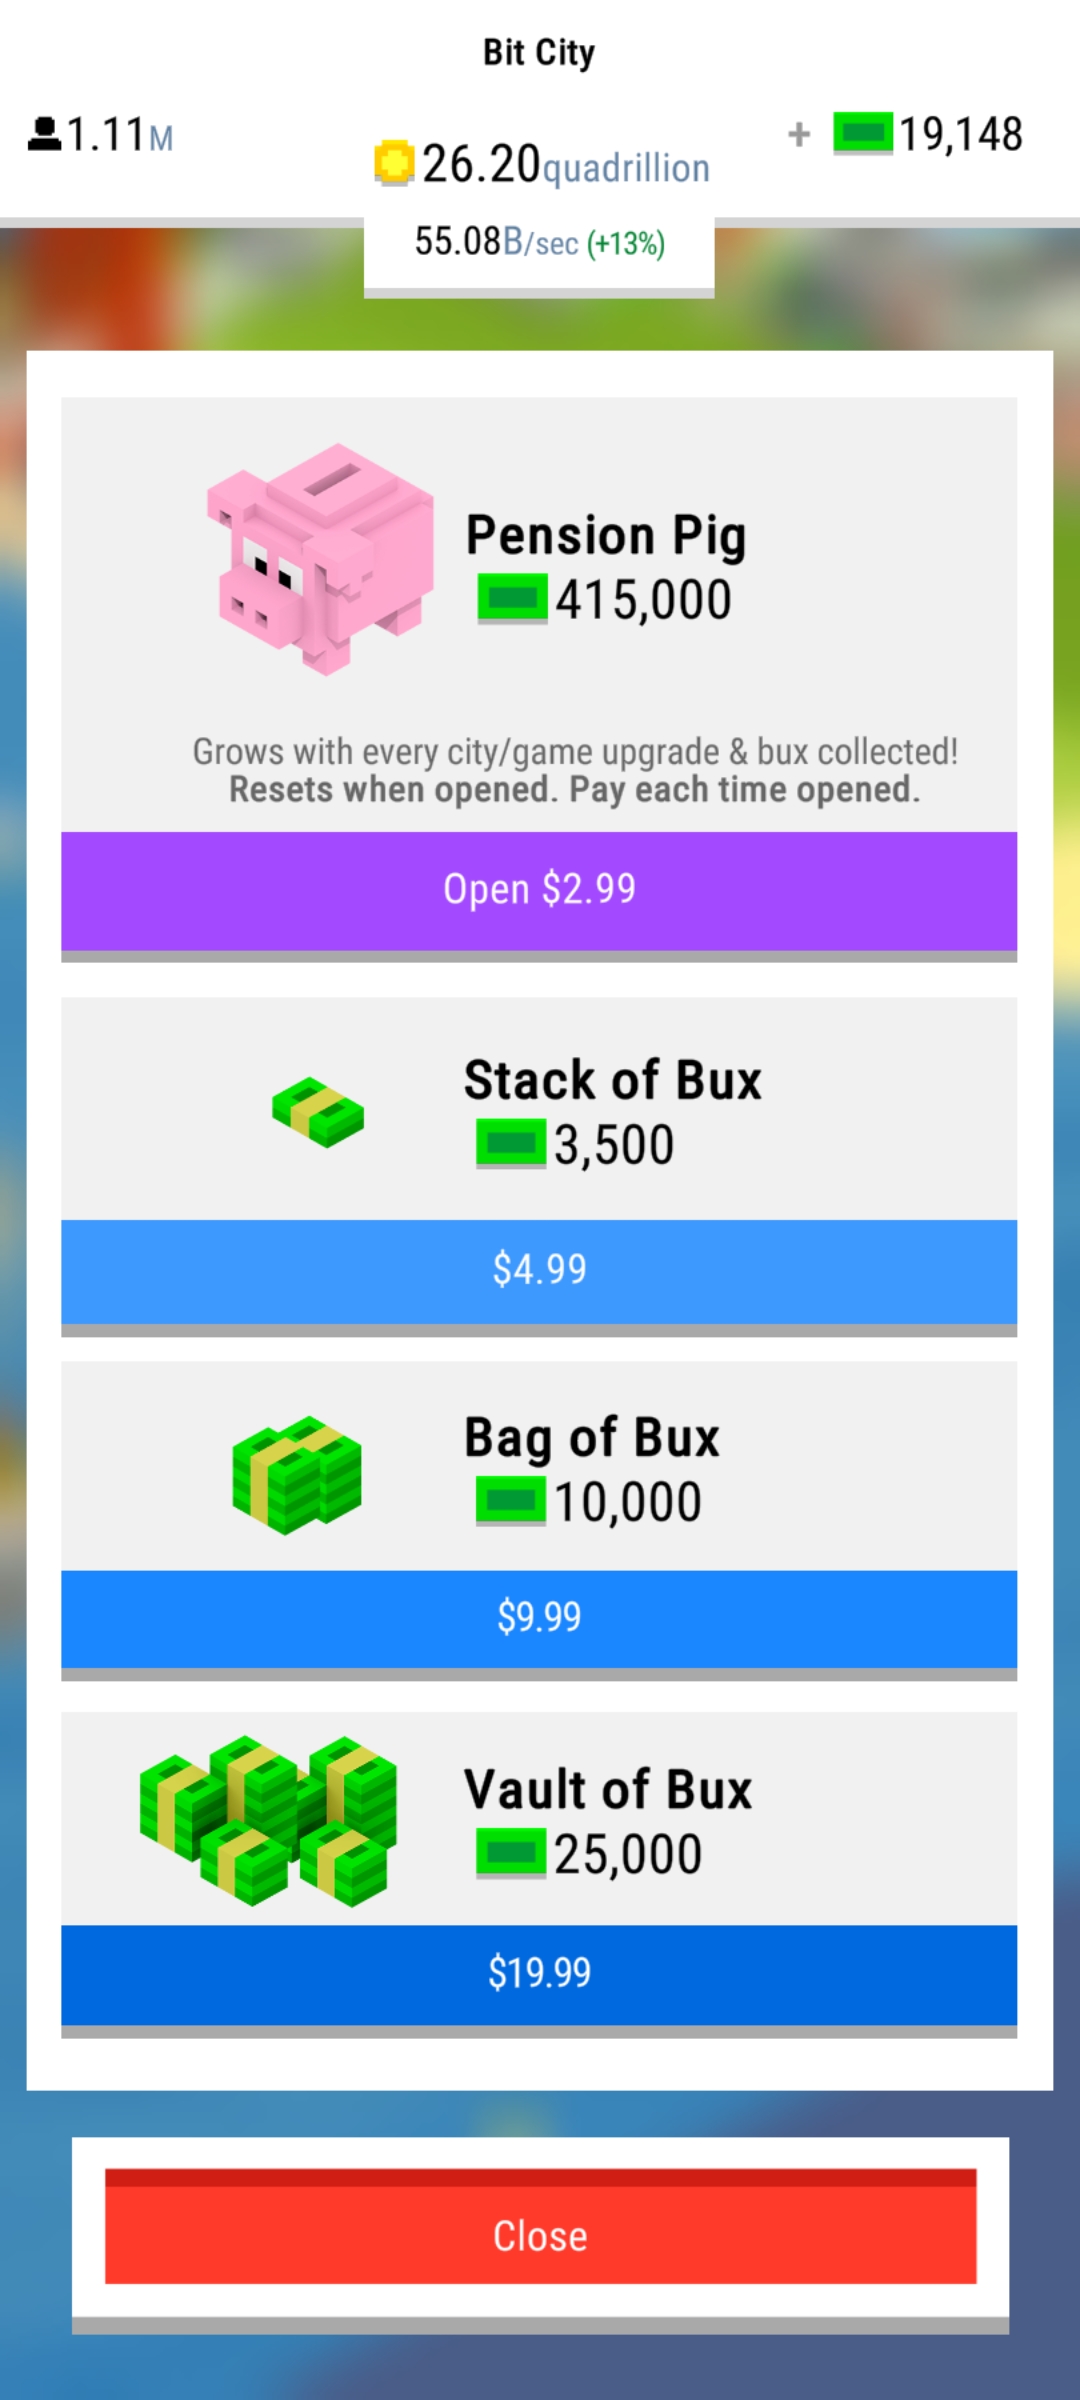 Bit City
1.11M
26.20quadrillion
+ 19,148
55.08B/sec (+13%)
Pension Pig
415,000
Grows with every city/game upgrade & bux collected!
Resets when opened. Pay each time opened.
Open $2.99
Stack of Bux
3,500
$4.99
Bag of Bux
10,000
$9.99
Vault of Bux
25,000
$19.99
Close